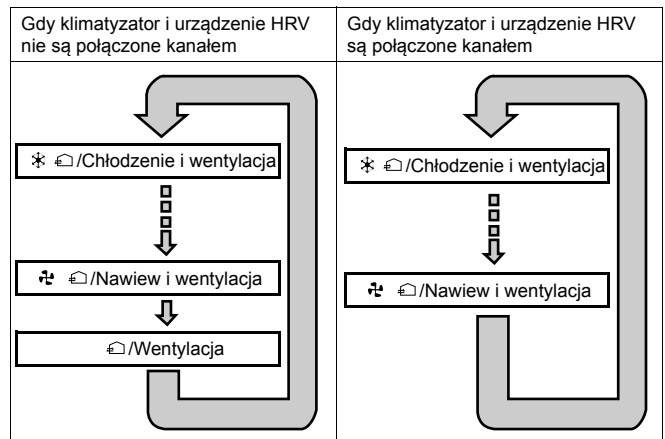 Gdy klimatyzator i urządzenie HRV
nie są połączone kanałem
/Chłodzenie i wentylacja
/Nawiew i wentylacja
/Wentylacja
Gdy klimatyzator i urządzenie HRV
są połączone kanałem
/Chłodzenie i wentylacja
/Nawiew i wentylacja